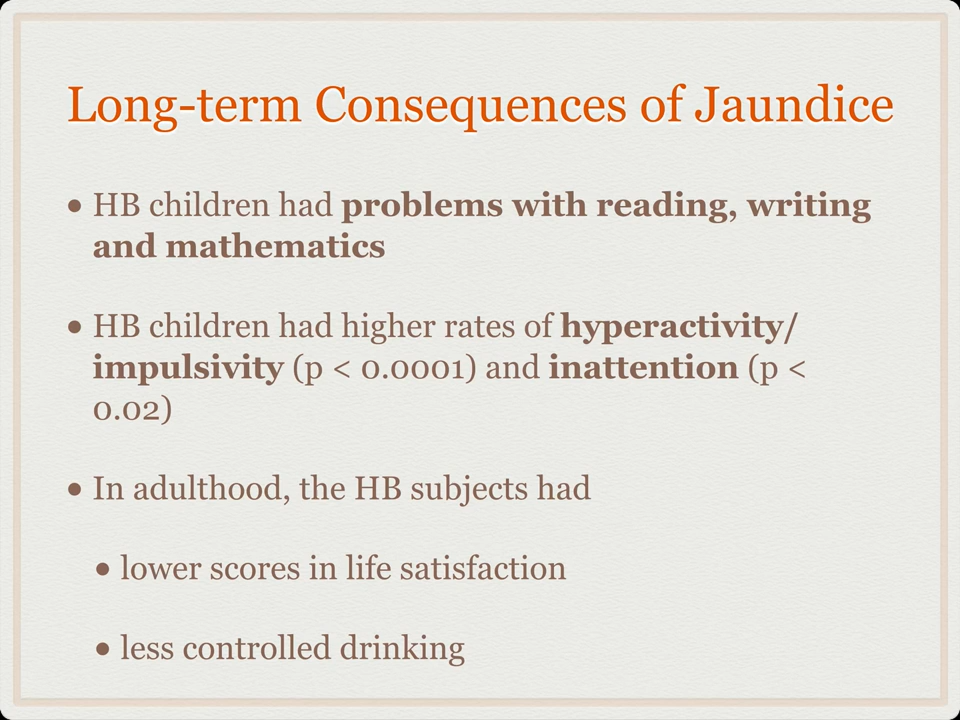 Long-term Consequences of Jaundice
• HB children had problems with reading, writing
and mathematics
• HB children had higher rates of hyperactivity/
impulsivity (p < 0.0001) and inattention (p <
0.02)
• In adulthood, the HB subjects had
• lower scores in life satisfaction
• less controlled drinking